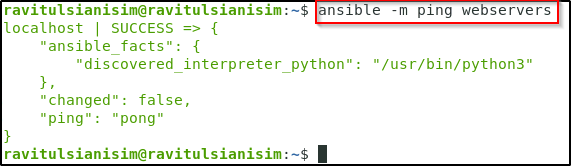 ravitulsianisim@ravitulsianisim:~$ ansible -m ping webservers
localhost | SUCCESS => {
    "ansible_facts": {
        "discovered_interpreter_python": "/usr/bin/python3"
    },
    "changed": false,
    "ping": "pong"
}
ravitulsianisim@ravitulsianisim:~$